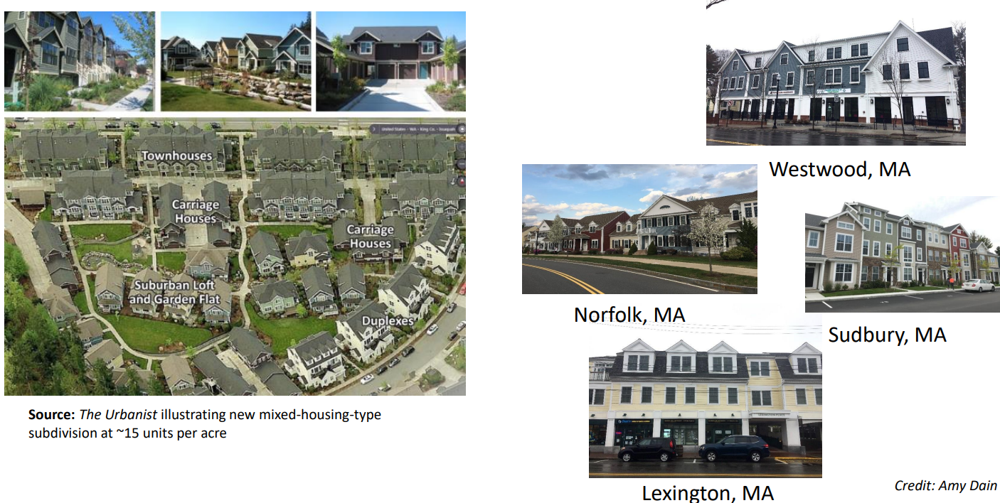 United States - WA - King Co. - Issaquah
Townhouses
Carriage
Houses
Carriage
Houses
Suburban Loft
and Garden Flat
Duplexes
Source: The Urbanist illustrating new mixed-housing-type
subdivision at ~15 units per acre
Westwood, MA
Norfolk, MA
Sudbury, MA
LEXINGTON PLACE
Lexington, MA
Credit: Amy Dain